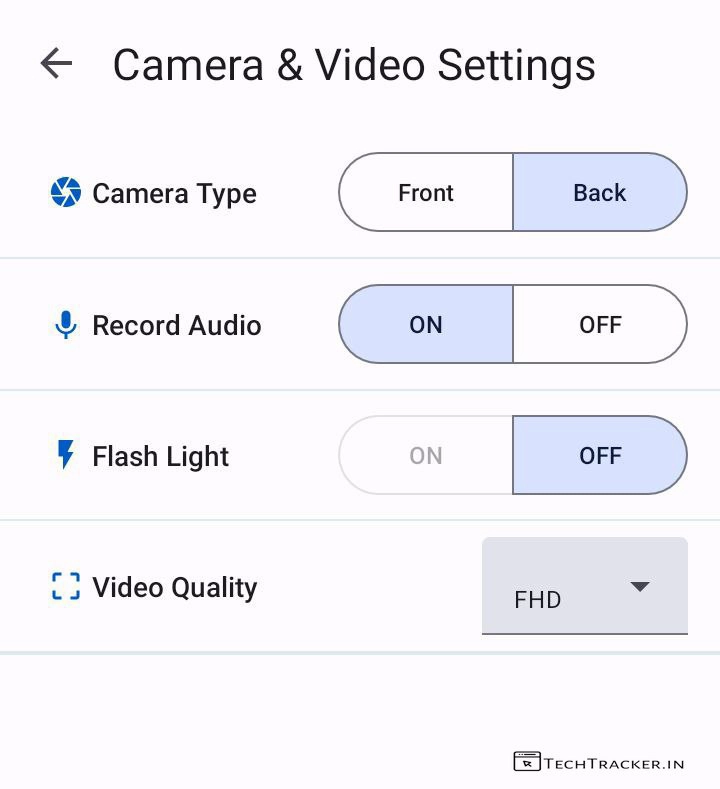 Camera & Video Settings
Camera Type Front Back
Record Audio ON OFF
Flash Light ON OFF
Video Quality FHD
TECHTRACKER.IN